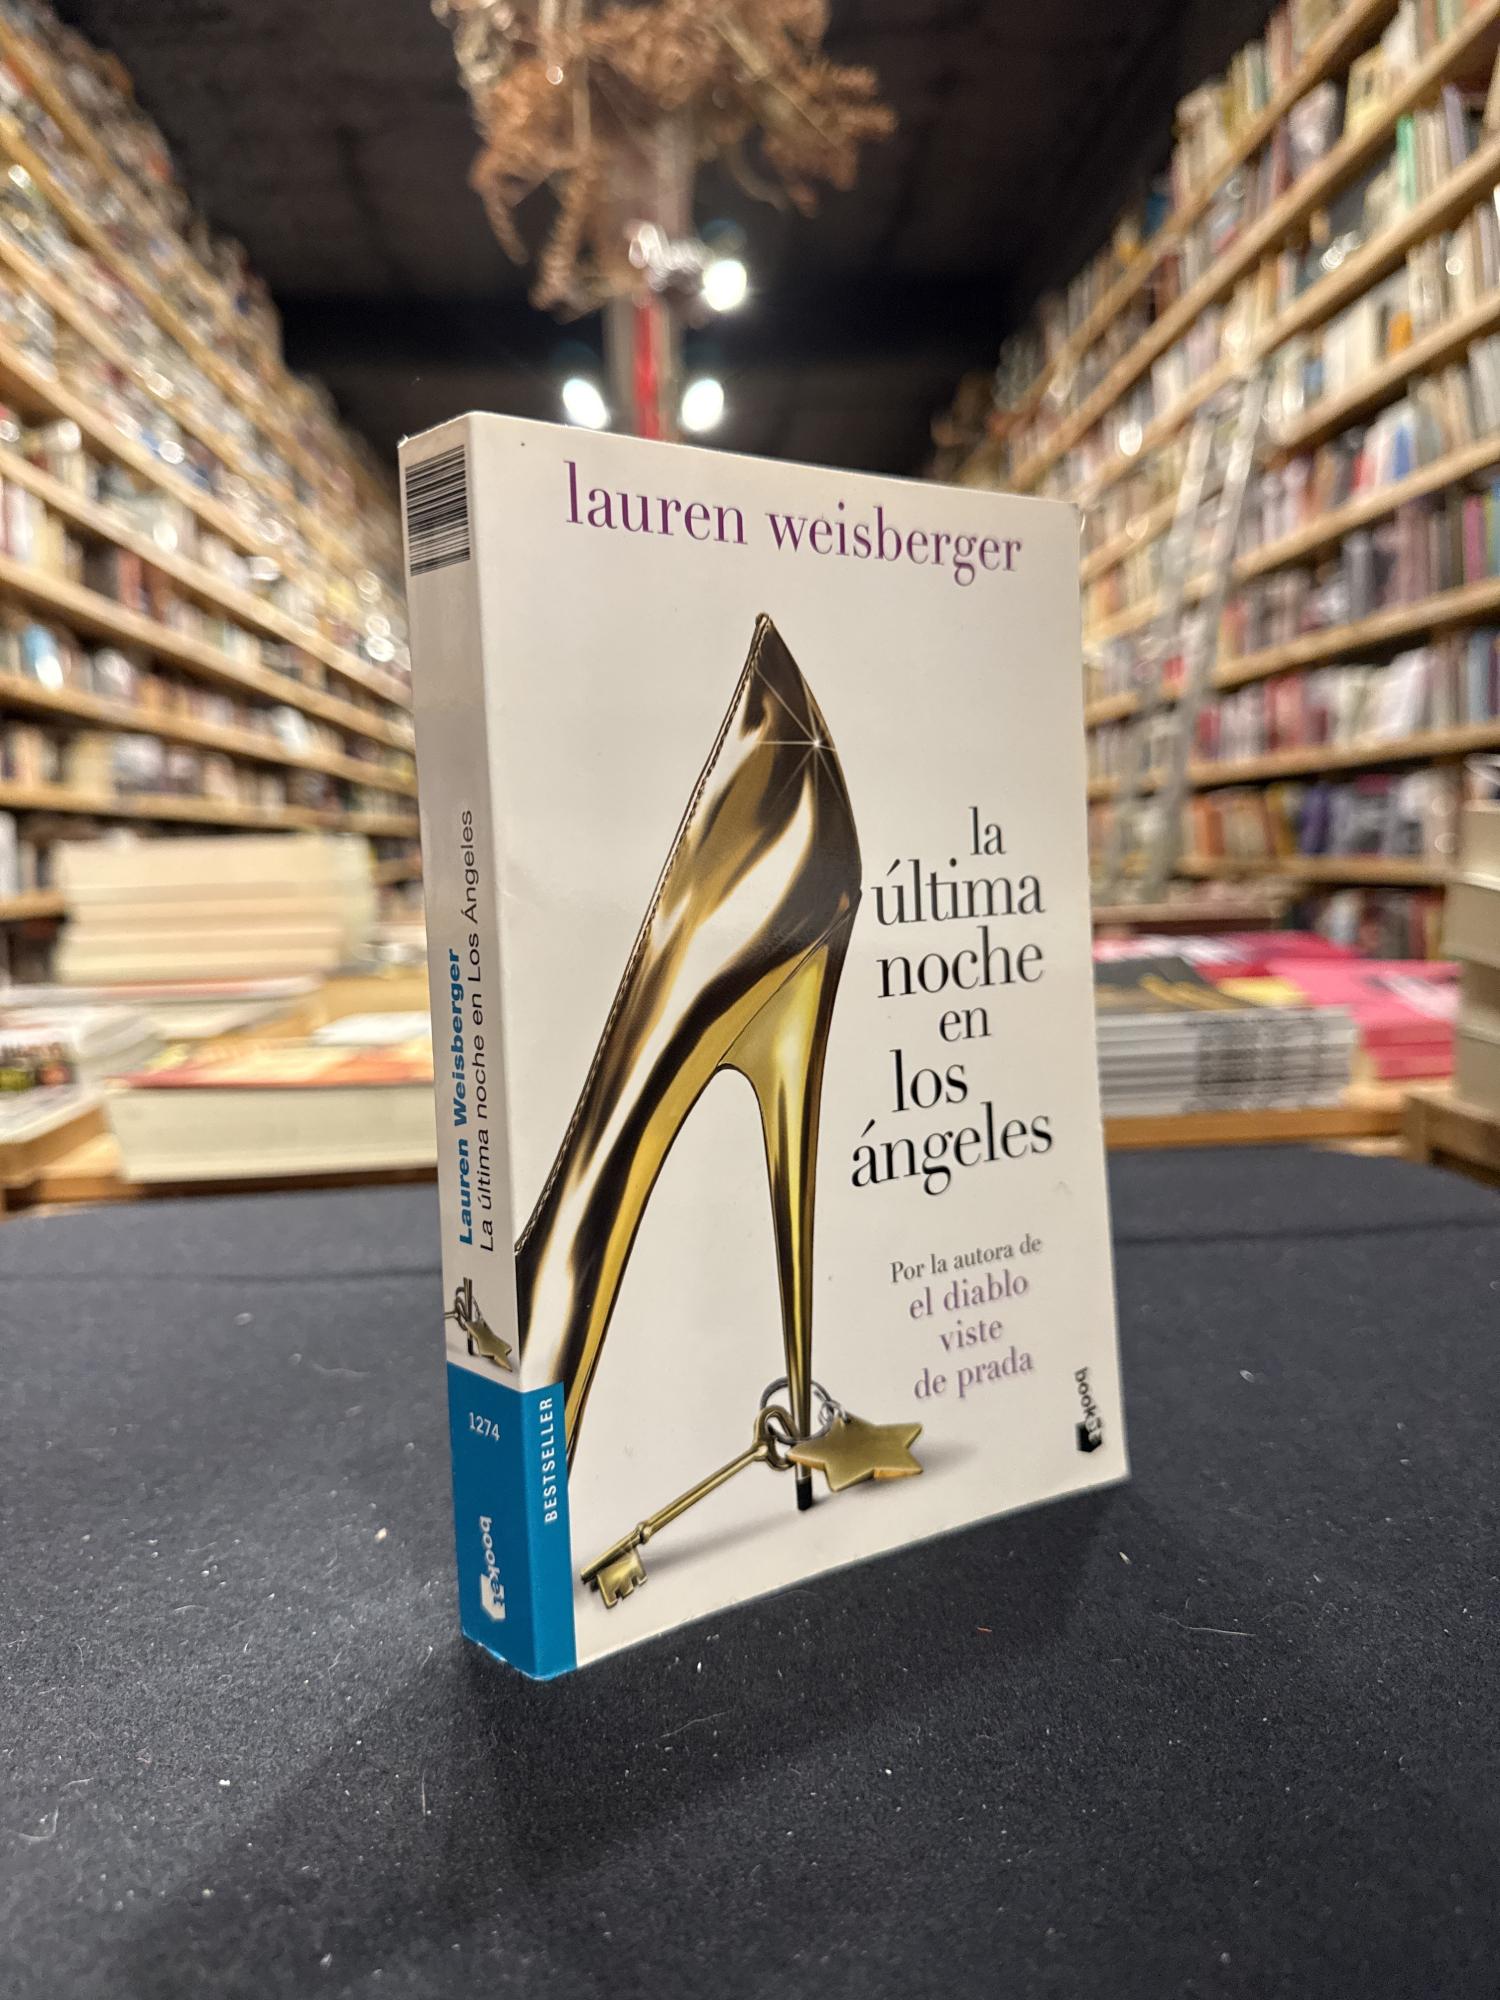 lauren weisberger
la
última
noche
en
los
ángeles
Por la autora de
el diablo
viste
de prada
booket
Lauren Weisberger
La última noche en Los Ángeles
1274
BESTSELLER
booket